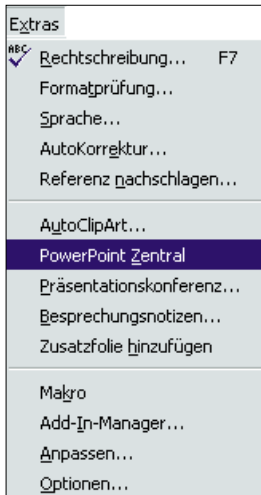 Extras
ABC
Rechtschreibung... F7
Formatprüfung...
Sprache...
AutoKorrektur...
Referenz nachschlagen...
AutoClipArt...
PowerPoint Zentral
Präsentationskonferenz...
Besprechungsnotizen...
Zusatzfolie hinzufügen
Makro
Add-In-Manager...
Anpassen...
Optionen...